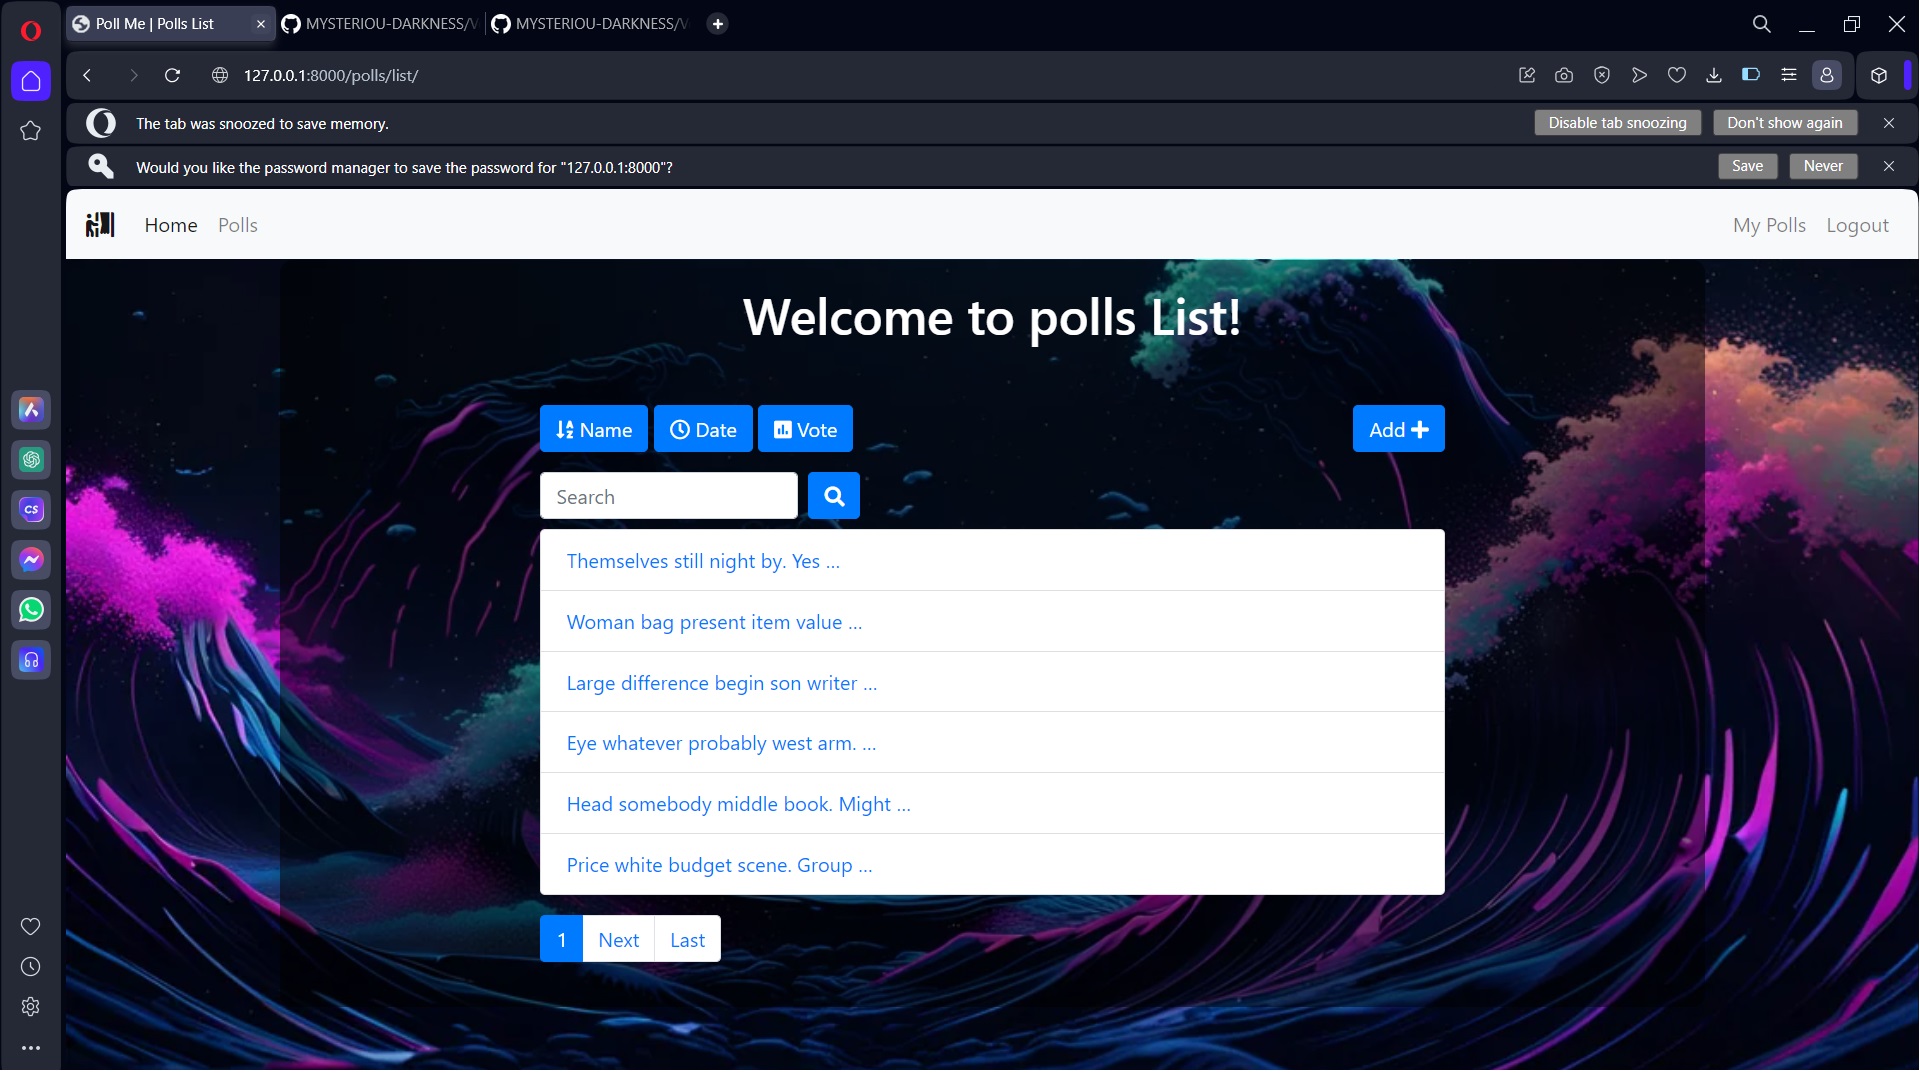 Poll Me | Polls List
MYSTERIOU-DARKNESS/V
MYSTERIOU-DARKNESS/V
127.0.0.1:8000/polls/list/
The tab was snoozed to save memory.
Disable tab snoozing
Don't show again
Would you like the password manager to save the password for "127.0.0.1:8000"?
Save
Never
Home
Polls
My Polls
Logout
Welcome to polls List!
Name
Date
Vote
Add
Search
CS
Themselves still night by. Yes ...
Woman bag present item value ...
Large difference begin son writer ...
Eye whatever probably west arm. ...
Head somebody middle book. Might ...
Price white budget scene. Group ...
1
Next
Last